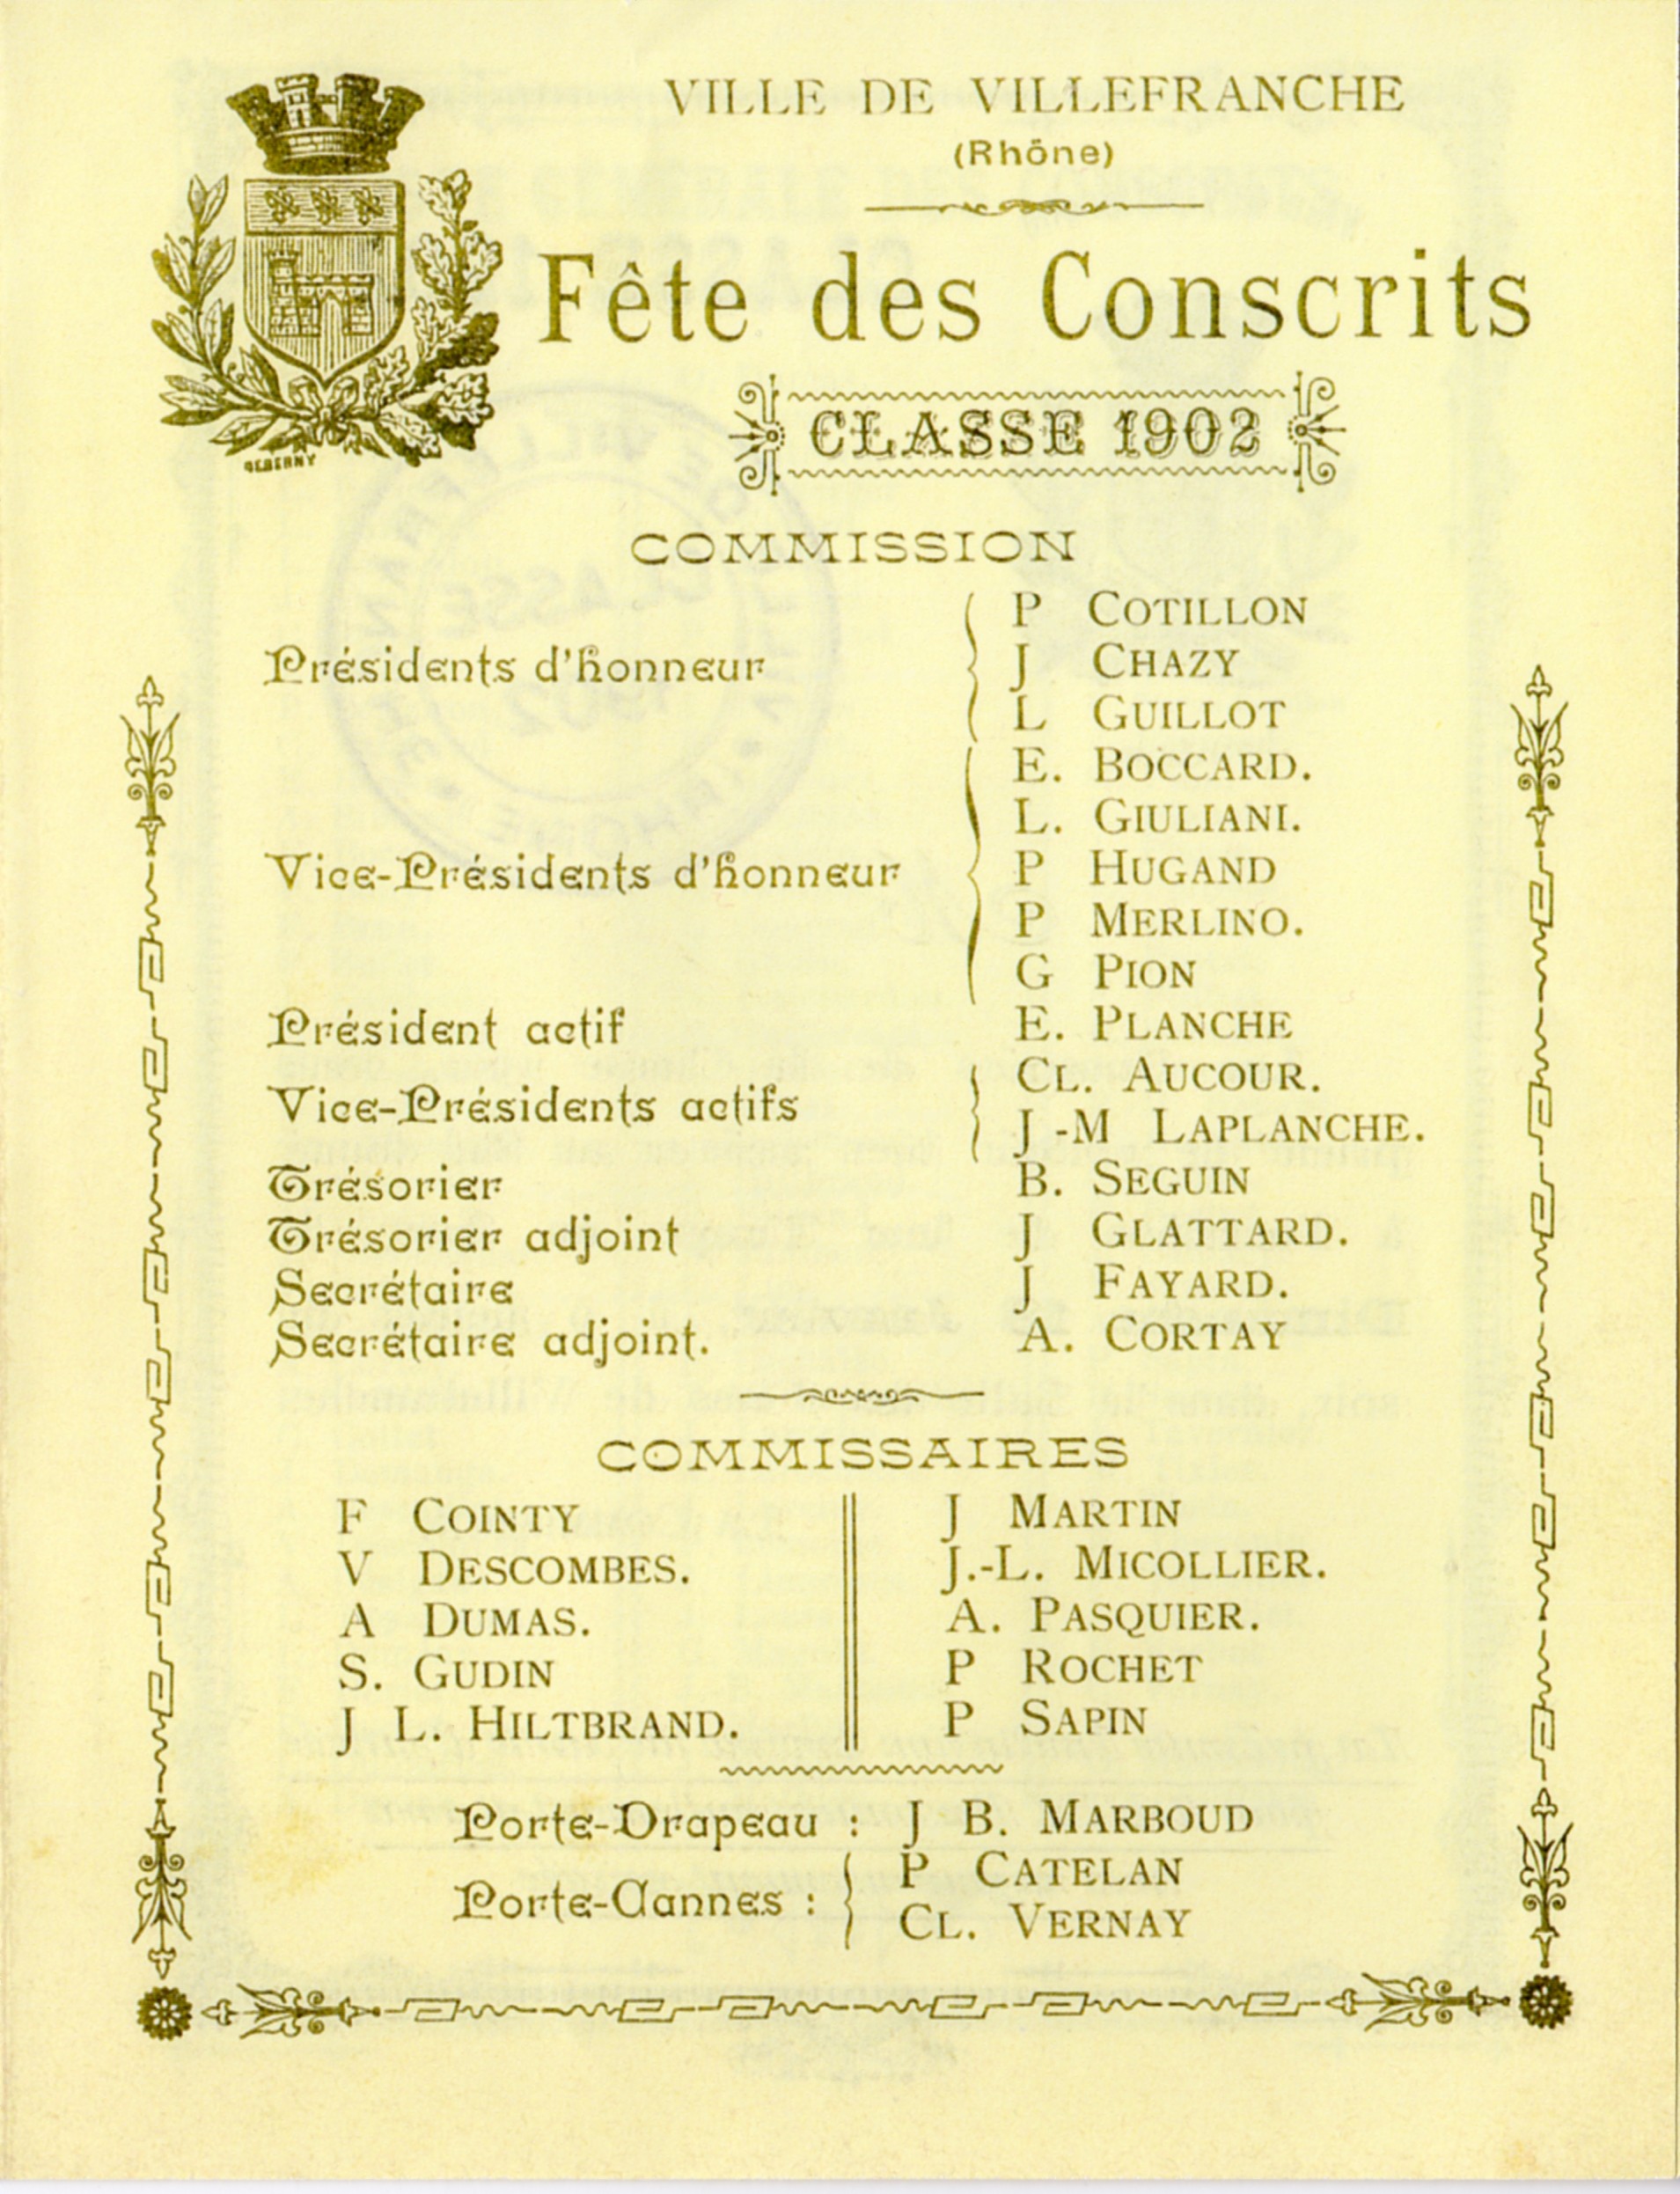 VILLE DE VILLEFRANCHE
(Rhône)
Fête des Conscrits
DEBERNY
CLASSE 1902
COMMISSION
Présidents d'honneur
P COTILLON
J CHAZY
L GUILLOT
Vice-Présidents d'honneur
E. BOCCARD.
L. GIULIANI.
P HUGAND
P MERLINO.
G PION
Président actif E. PLANCHE
Vice-Présidents actifs
CL. AUCOUR.
J -M LAPLANCHE.
Trésorier B. SEGUIN
Trésorier adjoint J GLATTARD.
Secrétaire J FAYARD.
Secrétaire adjoint. A. CORTAY
COMMISSAIRES
F COINTY
V DESCOMBES.
A DUMAS.
S. GUDIN
J L. HILTBRAND.
J MARTIN
J.-L. MICOLLIER.
A. PASQUIER.
P ROCHET
P SAPIN
Porte-Drapeau : J B. MARBOUD
Porte-Cannes :
P CATELAN
CL. VERNAY